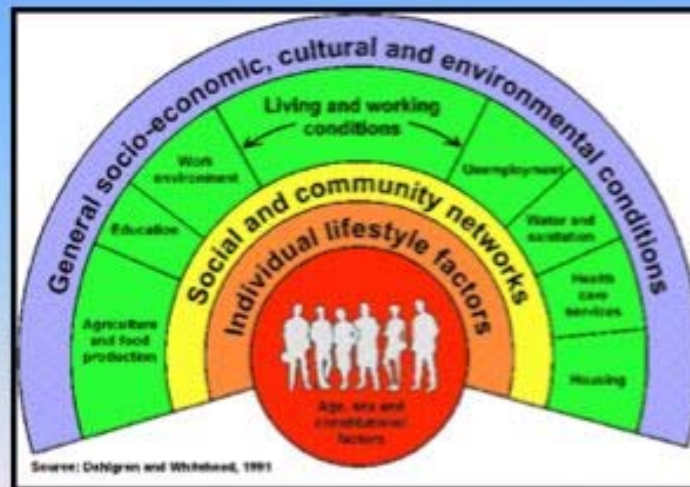 General socio-economic, cultural and environmental conditions
Living and working
conditions
Work
environment
Unemployment
Education
Water and
sanitation
Social and community networks
Individual lifestyle factors
Health
care
services
Agriculture
and food
production
Housing
Age, sex and
constitutional
factors
Source: Dahlgren and Whitehead, 1991